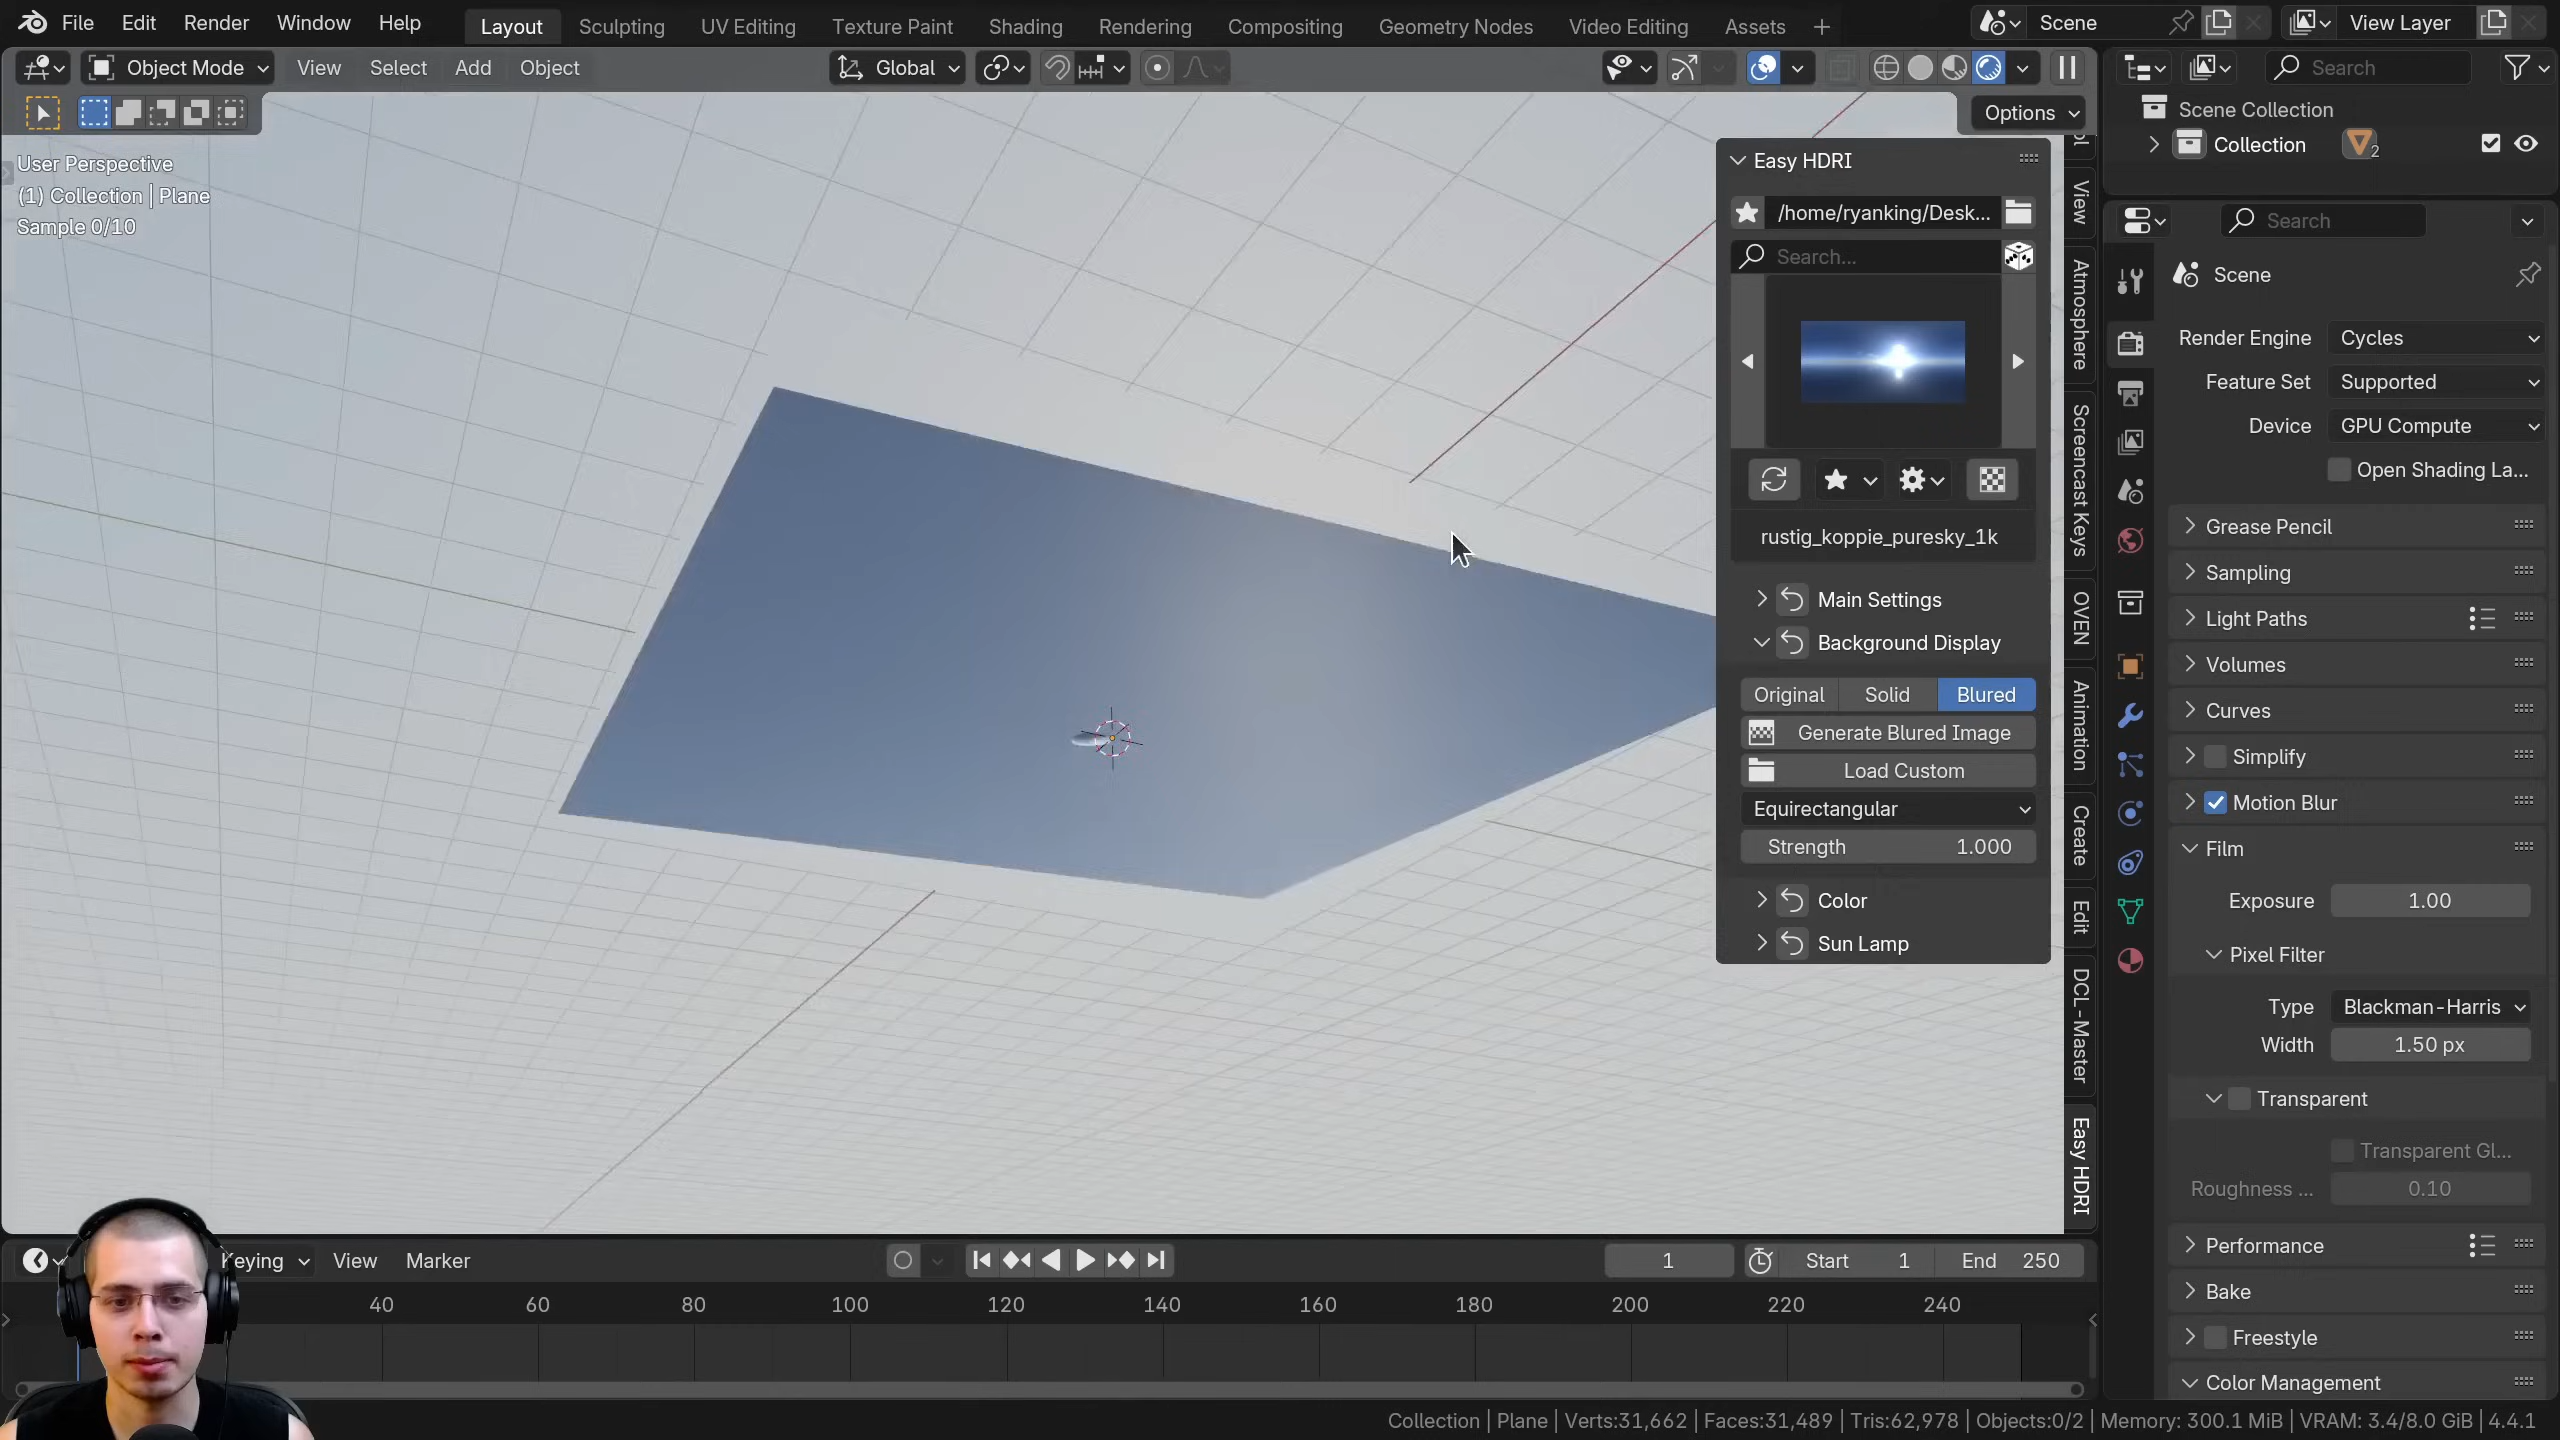 File Edit Render Window Help Layout Sculpting UV Editing Texture Paint Shading Rendering Compositing Geometry Nodes Video Editing Assets Scene View Layer
Object Mode View Select Add Object Global Search
Options
User Perspective
(1) Collection | Plane
Sample 0/10
Easy HDRI
/home/ryanking/Desk...
Search...
rustig_koppie_puresky_1k
Main Settings
Background Display
Original Solid Blured
Generate Blured Image
Load Custom
Equirectangular
Strength 1.000
Color
Sun Lamp
View
Atmosphere
Screencast Keys
OVEN
Animation
Create
Edit
DCL-Master
Easy HDRI
Scene Collection
Collection 2
Search
Scene
Render Engine Cycles
Feature Set Supported
Device GPU Compute
Open Shading La...
Grease Pencil
Sampling
Light Paths
Volumes
Curves
Simplify
Motion Blur
Film
Exposure 1.00
Pixel Filter
Type Blackman-Harris
Width 1.50 px
Transparent
Transparent Gl...
Roughness ... 0.10
Performance
Bake
Freestyle
Color Management
Keying View Marker 1 Start 1 End 250
40 60 80 100 120 140 160 180 200 220 240
Collection | Plane | Verts:31,662 | Faces:31,489 | Tris:62,978 | Objects:0/2 | Memory: 300.1 MiB | VRAM: 3.4/8.0 GiB | 4.4.1